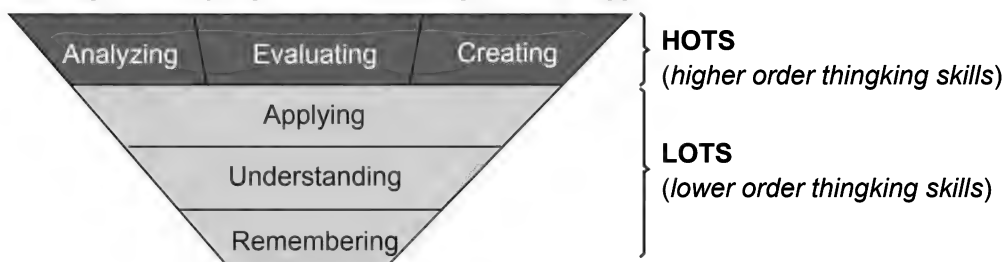 Analyzing Evaluating Creating
HOTS
(higher order thingking skills)
Applying
LOTS
Understanding
(lower order thingking skills)
Remembering